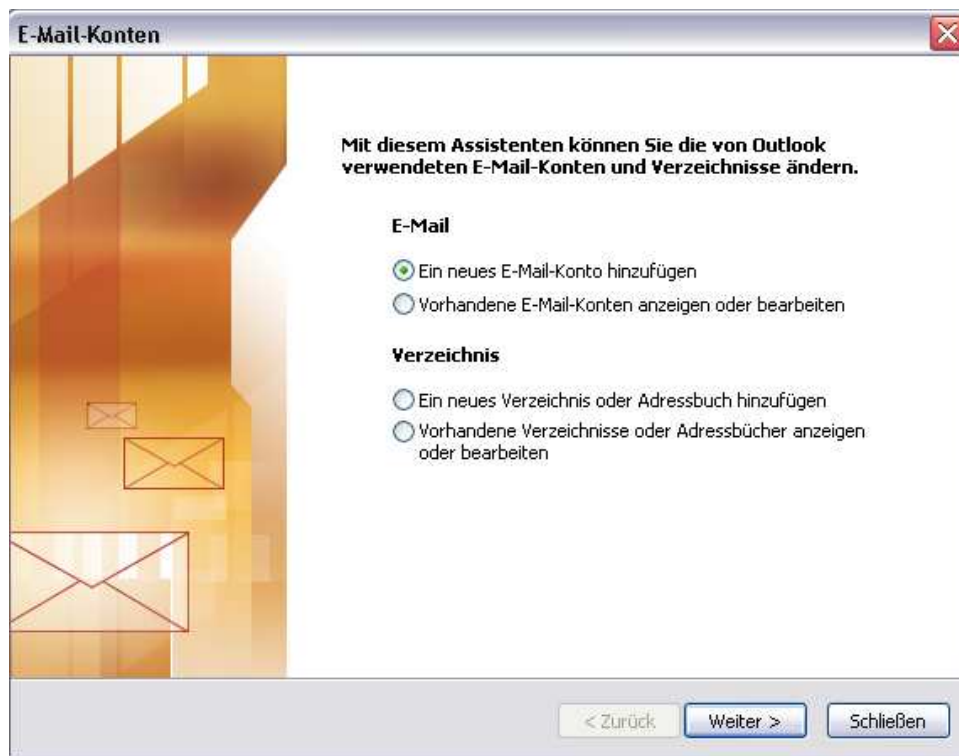 E-Mail-Konten
Mit diesem Assistenten können Sie die von Outlook
verwendeten E-Mail-Konten und Verzeichnisse ändern.
E-Mail
Ein neues E-Mail-Konto hinzufügen
Vorhandene E-Mail-Konten anzeigen oder bearbeiten
Verzeichnis
Ein neues Verzeichnis oder Adressbuch hinzufügen
Vorhandene Verzeichnisse oder Adressbücher anzeigen
oder bearbeiten
< Zurück Weiter > Schließen